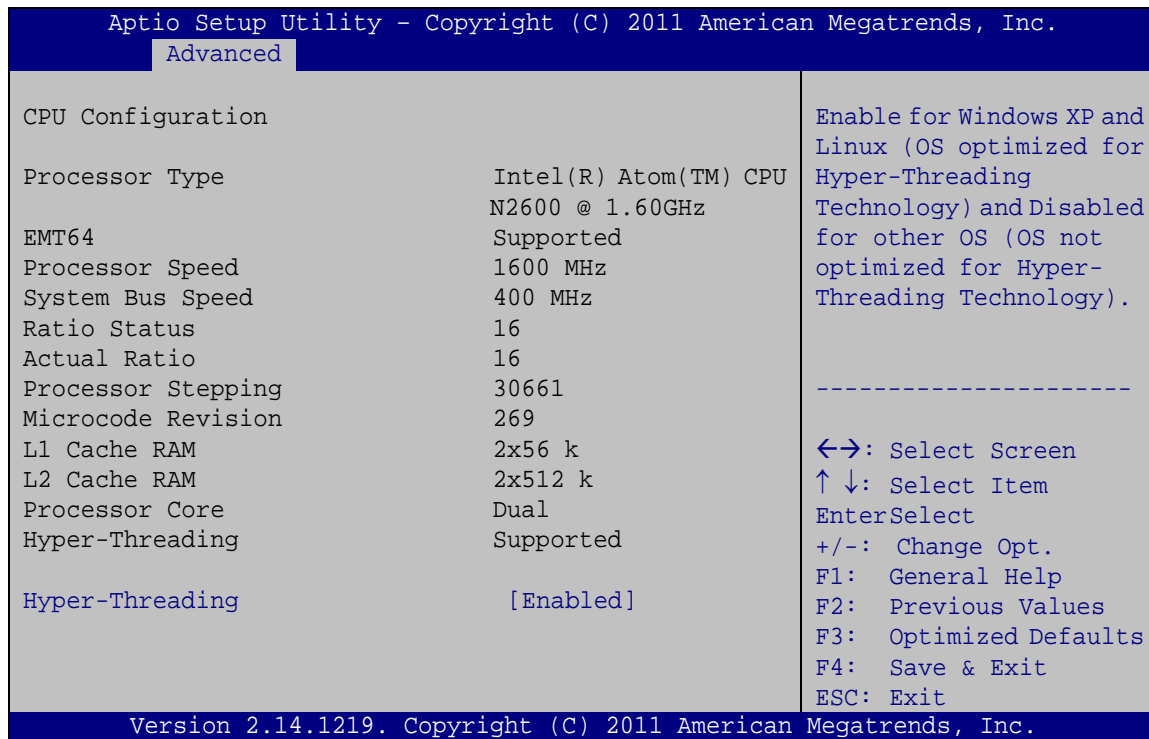 Aptio Setup Utility – Copyright (C) 2011 American Megatrends, Inc.
Advanced
CPU Configuration
Processor Type Intel(R) Atom(TM) CPU
N2600 @ 1.60GHz
EMT64 Supported
Processor Speed 1600 MHz
System Bus Speed 400 MHz
Ratio Status 16
Actual Ratio 16
Processor Stepping 30661
Microcode Revision 269
L1 Cache RAM 2x56 k
L2 Cache RAM 2x512 k
Processor Core Dual
Hyper-Threading Supported
Hyper-Threading [Enabled]
Enable for Windows XP and
Linux (OS optimized for
Hyper-Threading
Technology) and Disabled
for other OS (OS not
optimized for Hyper-
Threading Technology).
----------------------
←→: Select Screen
↑ ↓: Select Item
EnterSelect
+/-: Change Opt.
F1: General Help
F2: Previous Values
F3: Optimized Defaults
F4: Save & Exit
ESC: Exit
Version 2.14.1219. Copyright (C) 2011 American Megatrends, Inc.